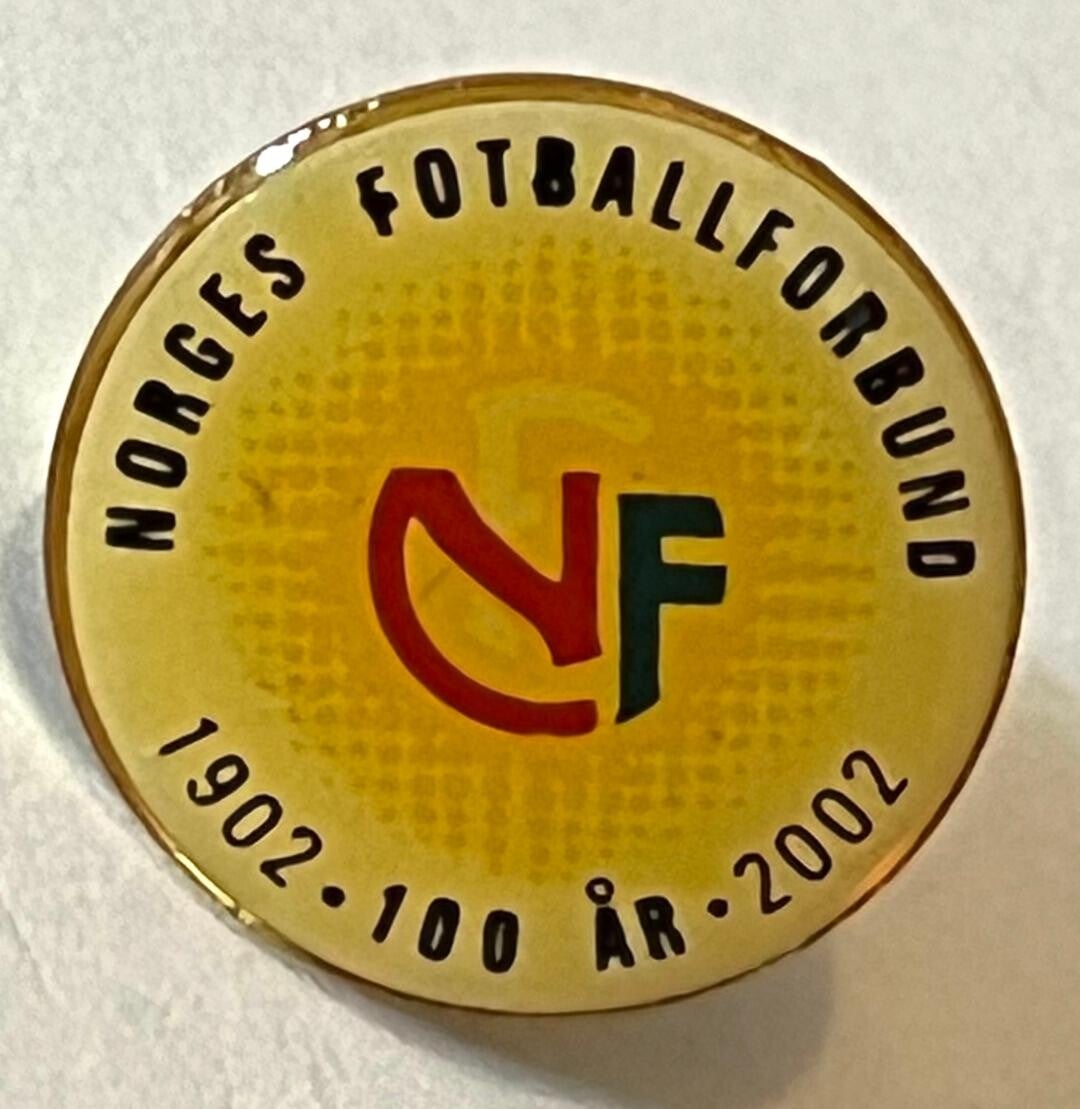 NORGES FOTBALLFORBUND
NF
1902 • 100 ÅR • 2002